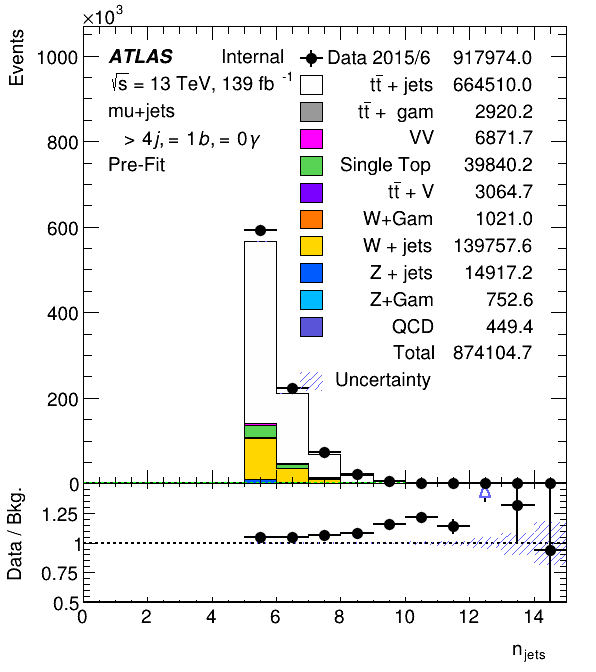 ×10³
Events
1000
800
600
400
200
0
ATLAS Internal
√s = 13 TeV, 139 fb⁻¹
mu+jets
> 4j, = 1b, = 0γ
Pre-Fit
Data 2015/6 917974.0
tt̄ + jets 664510.0
tt̄ + gam 2920.2
VV 6871.7
Single Top 39840.2
tt̄ + V 3064.7
W+Gam 1021.0
W + jets 139757.6
Z + jets 14917.2
Z+Gam 752.6
QCD 449.4
Total 874104.7
Uncertainty
Data / Bkg.
1.25
1
0.75
0.5
0 2 4 6 8 10 12 14
n_jets